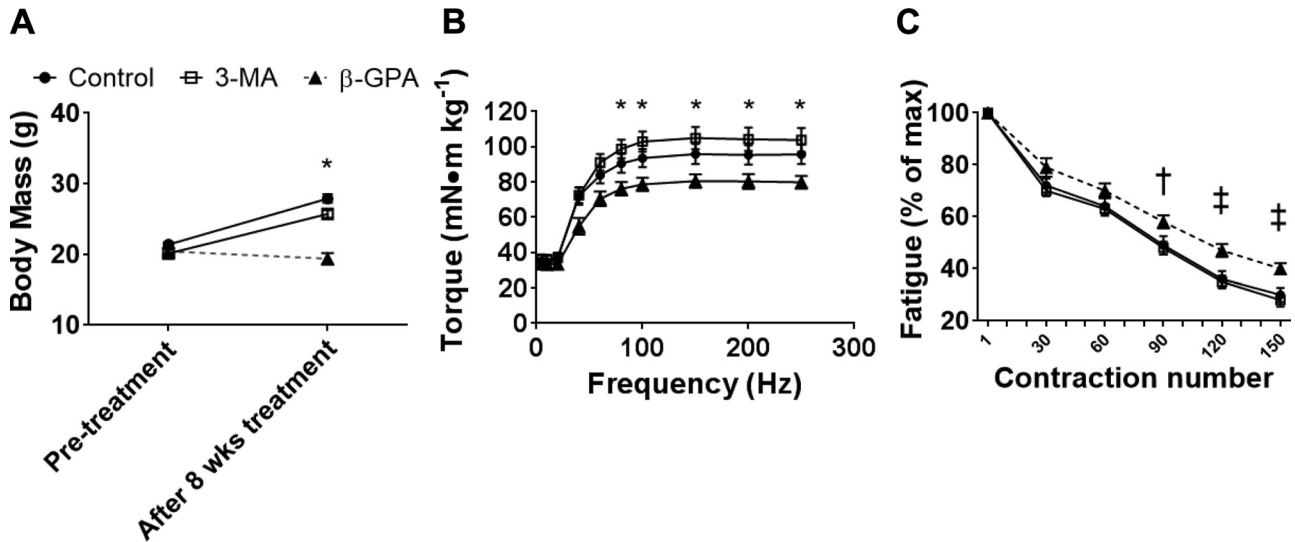 A
Control 3-MA β-GPA
Body Mass (g)
40
30
20
10
*
Pre-treatment
After 8 wks treatment
B
Torque (mN•m kg-1)
120
100
80
60
40
20
0
* * * * *
0 100 200 300
Frequency (Hz)
C
Fatigue (% of max)
100
80
60
40
20
† ‡ ‡
1 30 60 90 120 150
Contraction number